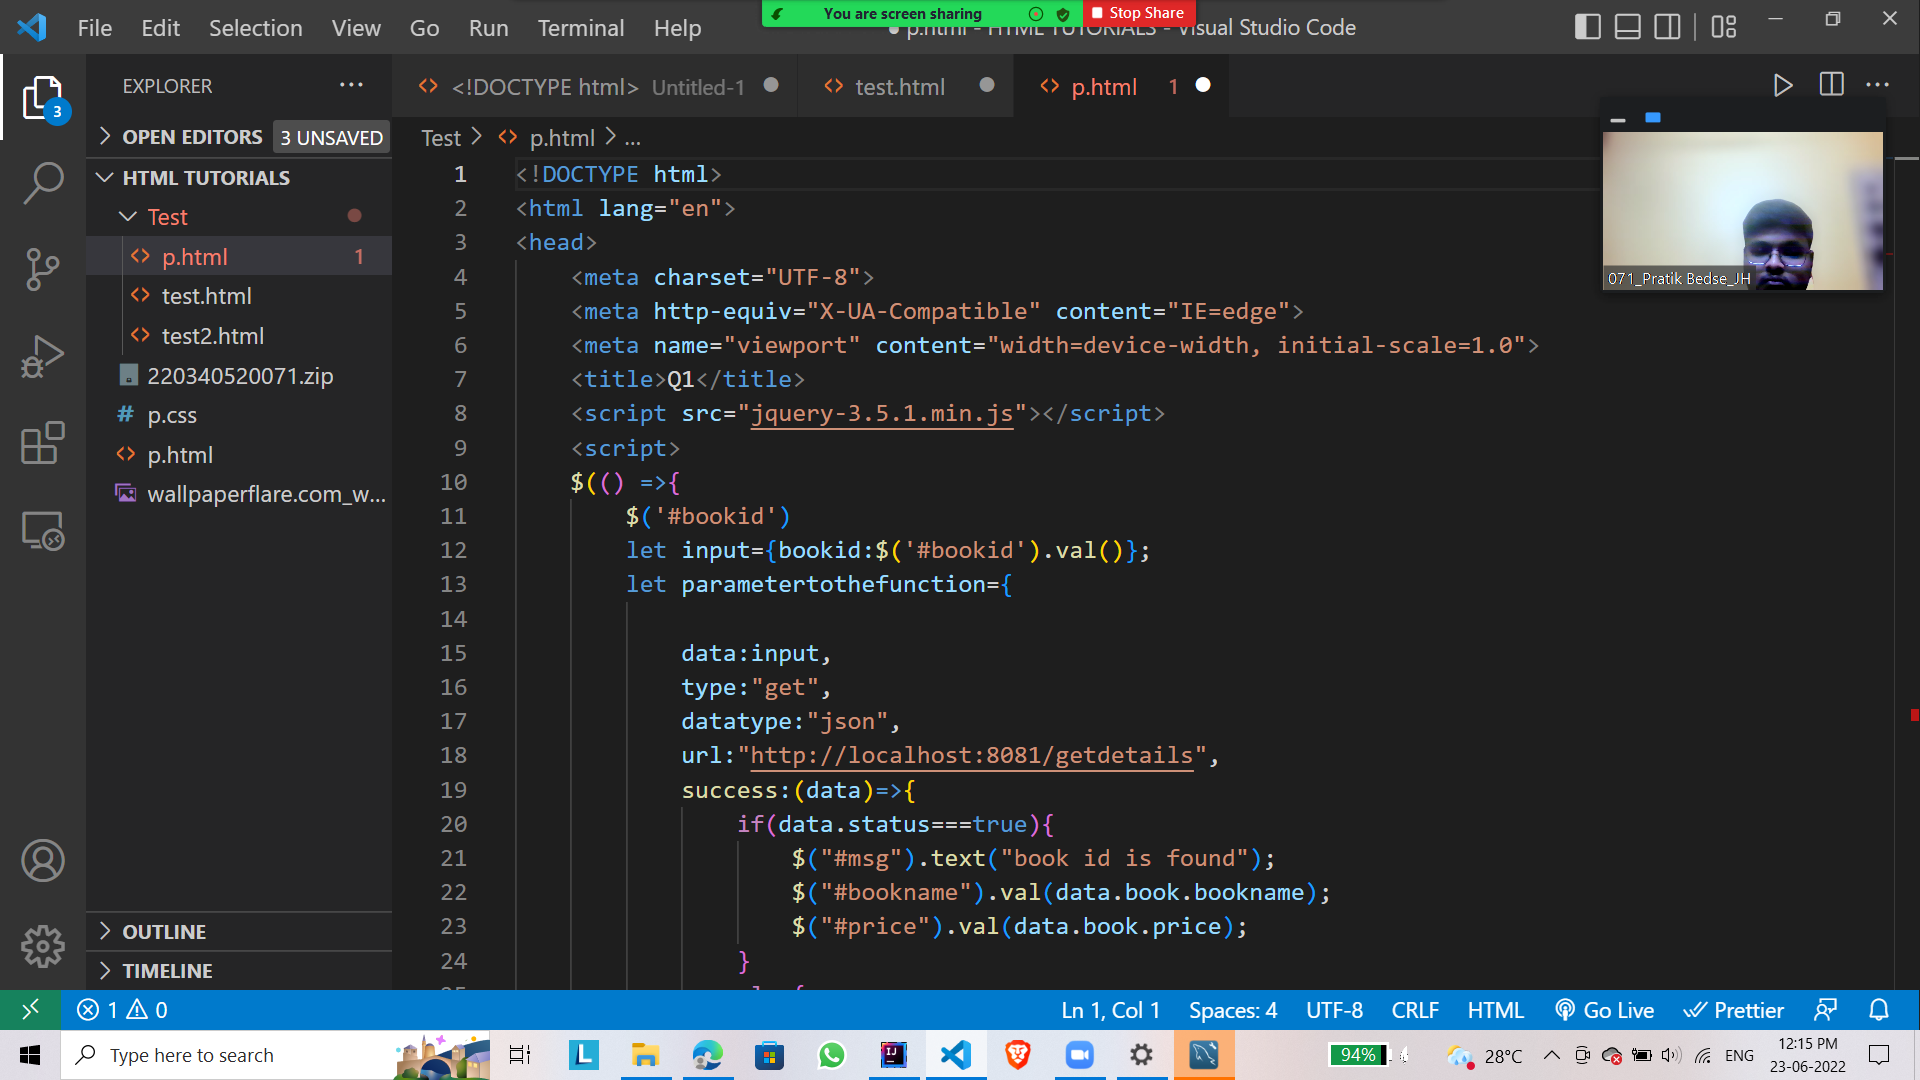 File Edit Selection View Go Run Terminal Help
You are screen sharing
Stop Share
p.html - HTML TUTORIALS - Visual Studio Code
EXPLORER
<!DOCTYPE html> Untitled-1
test.html
p.html 1
3
OPEN EDITORS 3 UNSAVED
Test > p.html > ...
HTML TUTORIALS
Test
p.html 1
test.html
test2.html
220340520071.zip
p.css
p.html
wallpaperflare.com_w...
OUTLINE
TIMELINE
1 <!DOCTYPE html>
2 <html lang="en">
3 <head>
4 <meta charset="UTF-8">
5 <meta http-equiv="X-UA-Compatible" content="IE=edge">
6 <meta name="viewport" content="width=device-width, initial-scale=1.0">
7 <title>Q1</title>
8 <script src="jquery-3.5.1.min.js"></script>
9 <script>
10 $(() =>{
11 $('#bookid')
12 let input={bookid:$('#bookid').val()};
13 let parametertothefunction={
14
15 data:input,
16 type:"get",
17 datatype:"json",
18 url:"http://localhost:8081/getdetails",
19 success:(data)=>{
20 if(data.status===true){
21 $("#msg").text("book id is found");
22 $("#bookname").val(data.book.bookname);
23 $("#price").val(data.book.price);
24 }
071_Pratik Bedse_JH
1 0
Ln 1, Col 1 Spaces: 4 UTF-8 CRLF HTML Go Live Prettier
Type here to search
94%
28°C
ENG
12:15 PM
23-06-2022